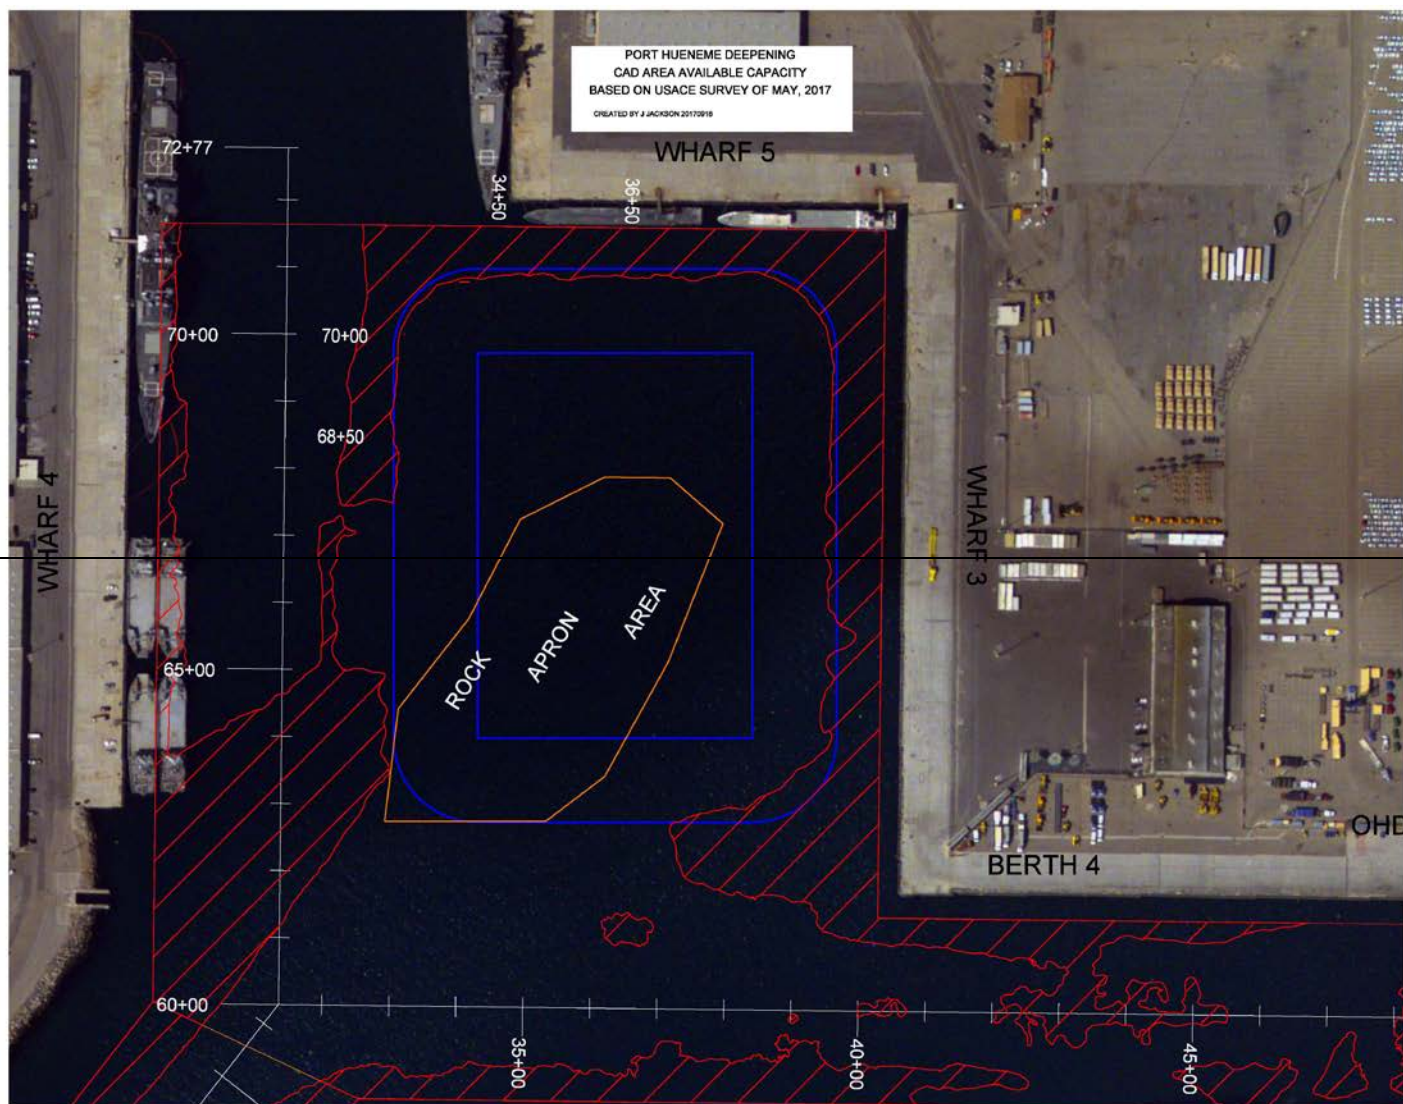 PORT HUENEME DEEPENING
CAD AREA AVAILABLE CAPACITY
BASED ON USACE SURVEY OF MAY, 2017
CREATED BY J JACKSON 20170918
WHARF 5
72+77
34+50
36+50
70+00
70+00
68+50
WHARF 4
WHARF 3
ROCK
APRON
AREA
65+00
OHD
BERTH 4
60+00
35+00
40+00
45+00